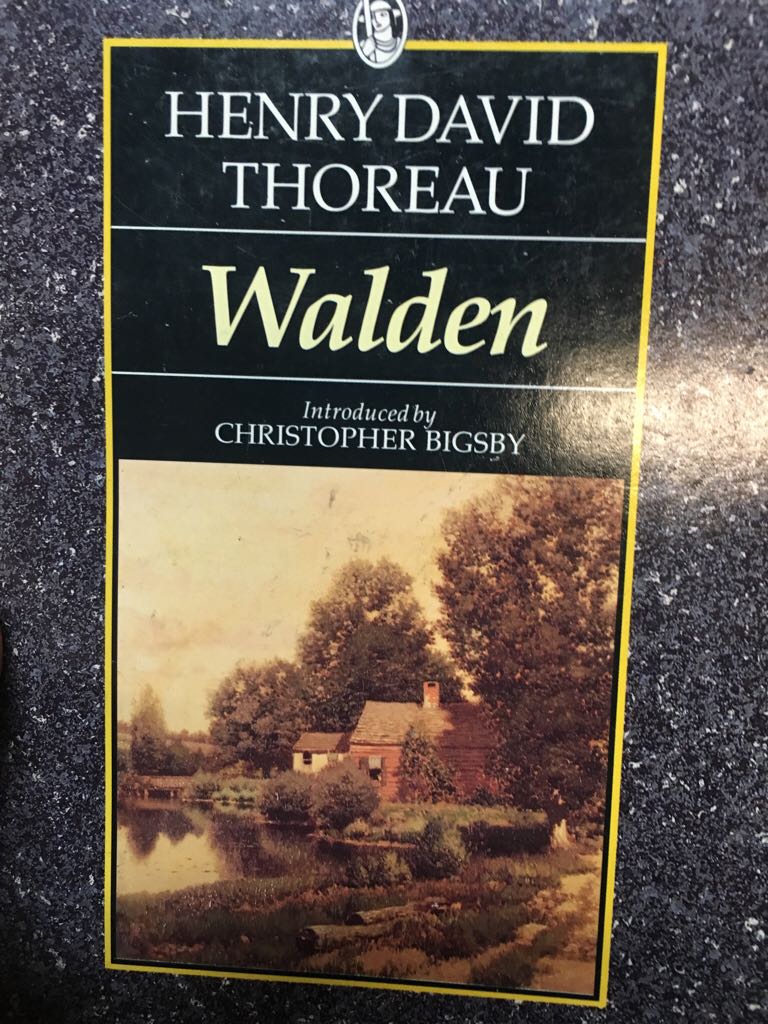 HENRY DAVID
THOREAU
Walden
Introduced by
CHRISTOPHER BIGSBY